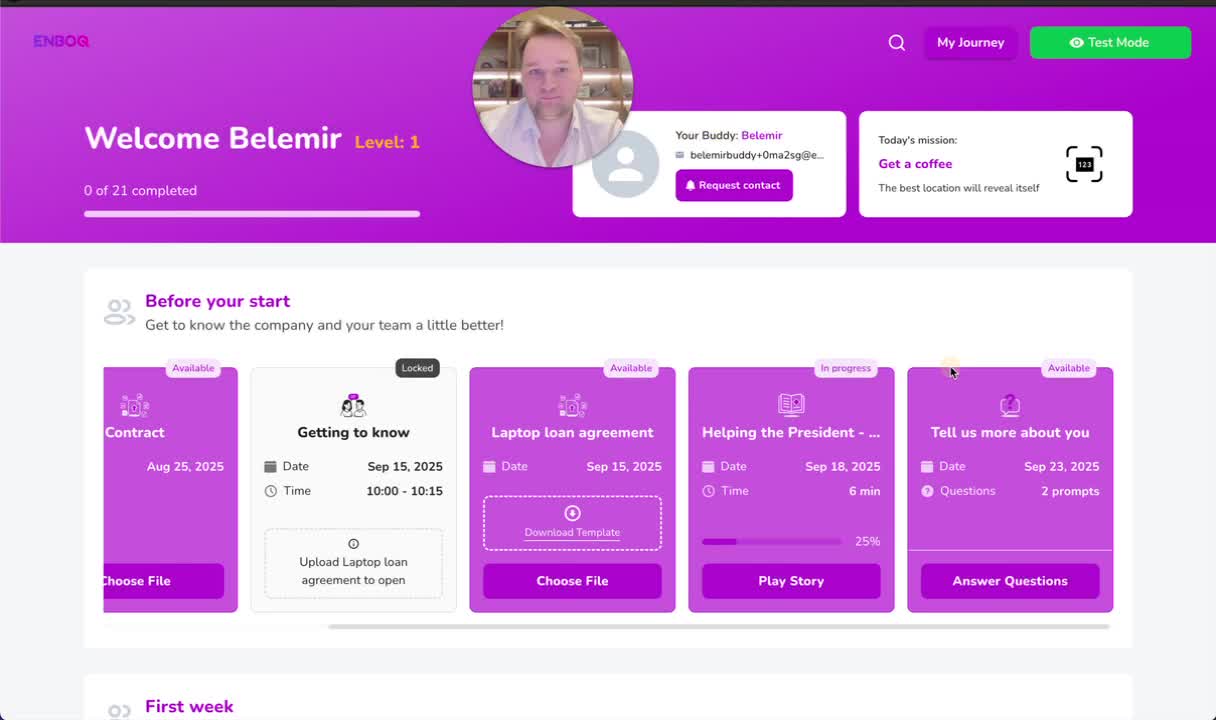 ENBOQ
My Journey
Test Mode
Welcome Belemir Level: 1
0 of 21 completed
Your Buddy: Belemir
belemirbuddy+0ma2sg@e...
Request contact
Today's mission:
Get a coffee
The best location will reveal itself
123
Before your start
Get to know the company and your team a little better!
Available
Contract
Aug 25, 2025
Choose File
Locked
Getting to know
Date Sep 15, 2025
Time 10:00 - 10:15
Upload Laptop loan
agreement to open
Available
Laptop loan agreement
Date Sep 15, 2025
Download Template
Choose File
In progress
Helping the President - ...
Date Sep 18, 2025
Time 6 min
25%
Play Story
Available
Tell us more about you
Date Sep 23, 2025
Questions 2 prompts
Answer Questions
First week